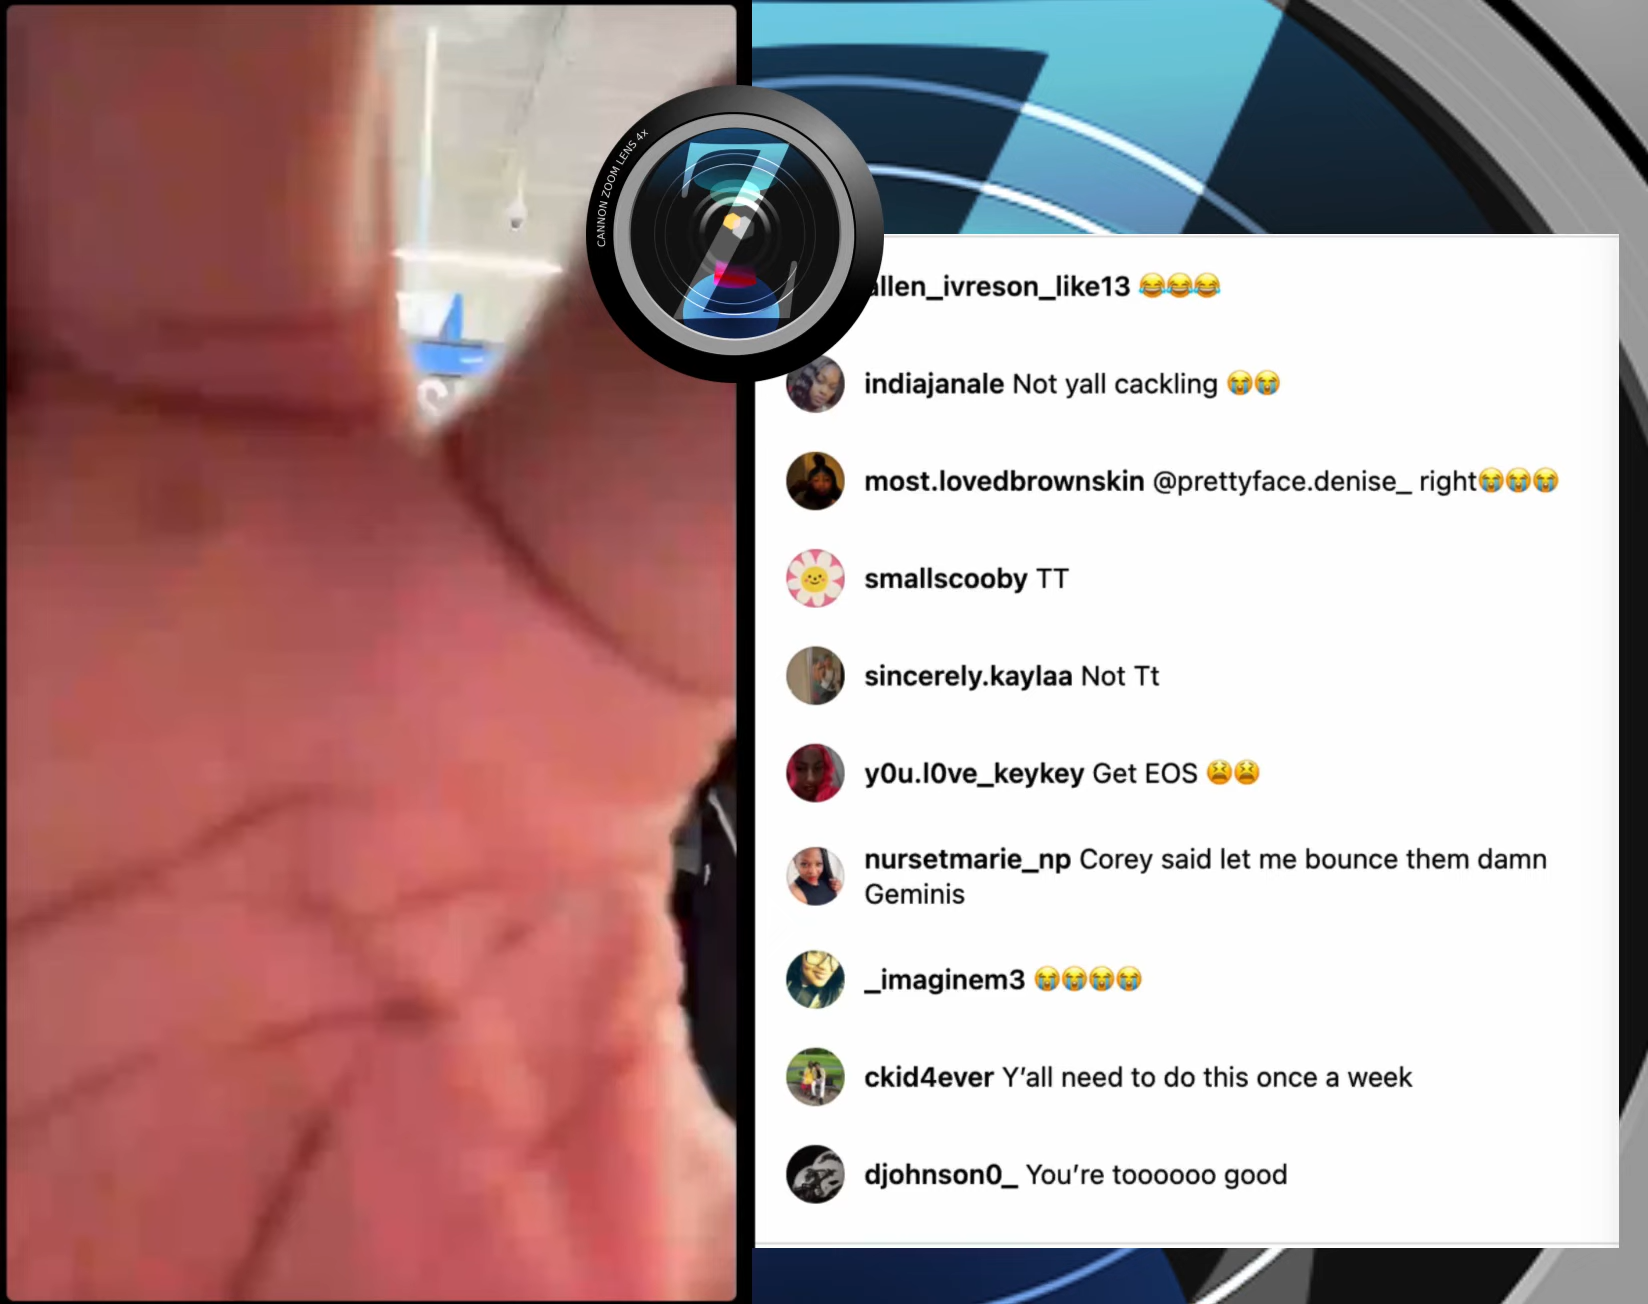 CANNON ZOOM LENS 4x
allen_ivreson_like13 😂😂😂
indiajanale Not yall cackling 😭😭
most.lovedbrownskin @prettyface.denise_ right😭😭😭
smallscooby TT
sincerely.kaylaa Not Tt
y0u.l0ve_keykey Get EOS 😫😫
nursetmarie_np Corey said let me bounce them damn
Geminis
_imaginem3 😭😭😭😭
ckid4ever Y’all need to do this once a week
djohnson0_ You’re toooooo good